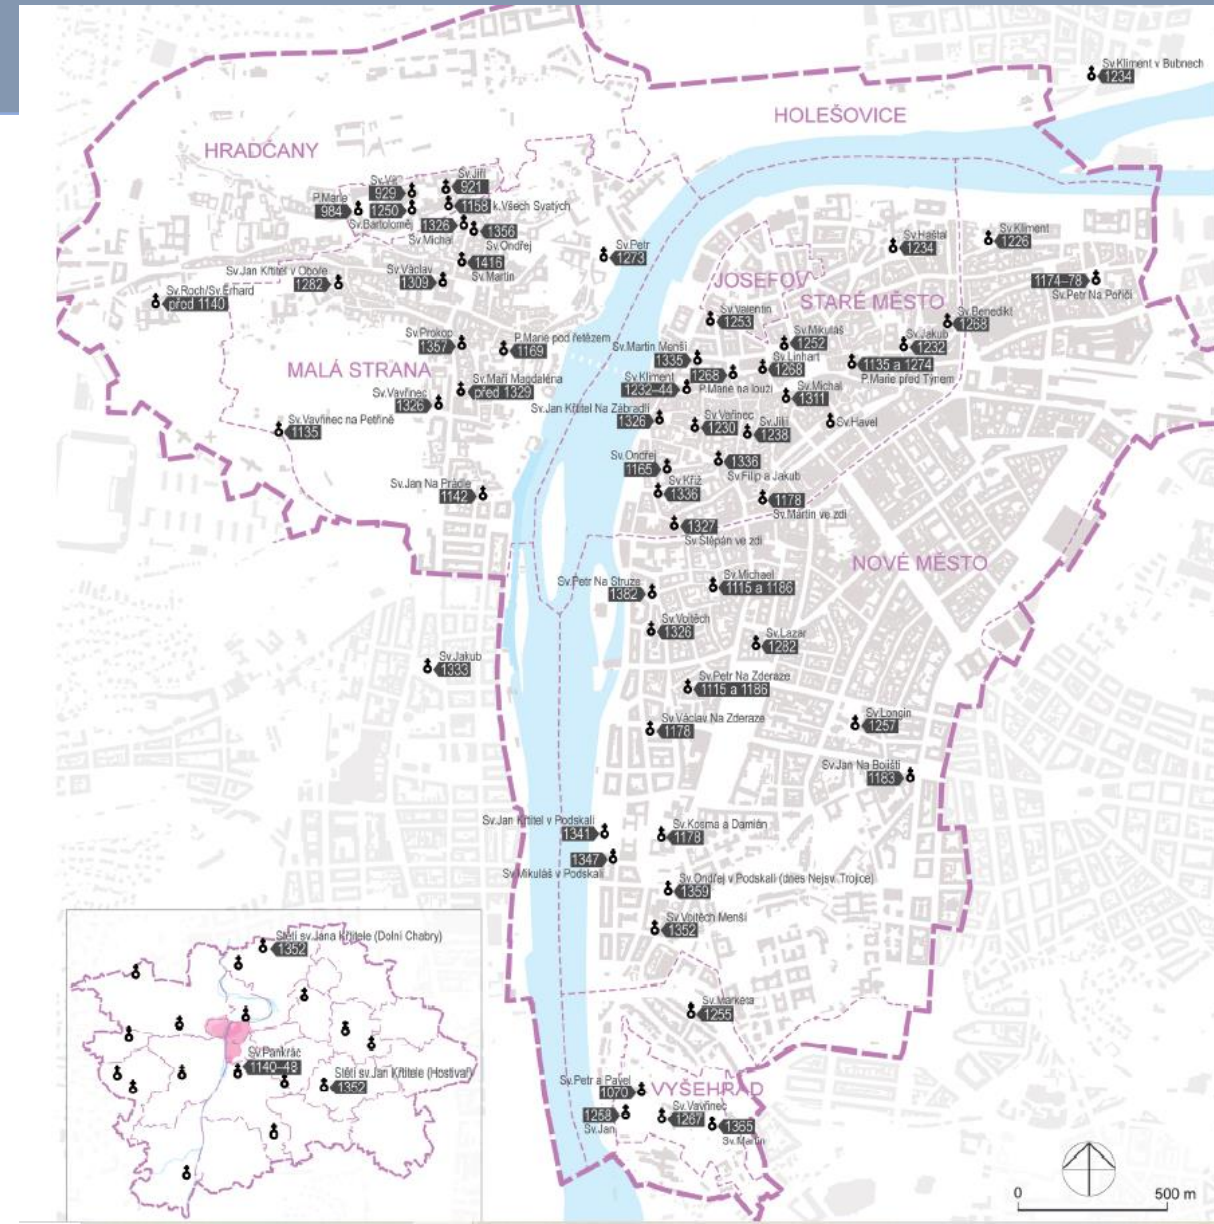 Sv.Kliment v Bubnech
1234
HOLEŠOVICE
HRADČANY
Sv.Vít
929
Sv.Jiří
921
P.Marie
984
1250
Sv.Bartoloměj
1158
k.Všech Svatých
1326
Sv.Michal
1356
Sv.Ondřej
1416
Sv.Martin
Sv.Václav
1309
Sv.Jan Křtitel v Oboře
1282
Sv.Roch/Sv.Erhard
před 1140
Sv.Petr
1273
Sv.Haštal
1234
Sv.Kliment
1226
1174–78
Sv.Petr Na Poříčí
JOSEFOV
STARÉ MĚSTO
Sv.Valentin
1253
Sv.Benedikt
1268
Sv.Mikuláš
1252
Sv.Jakub
1232
Sv.Prokop
1357
P.Marie pod řetězem
1169
Sv.Martin Menší
1335
Sv.Linhart
1268
1135 a 1274
P.Marie před Týnem
MALÁ STRANA
Sv.Maří Magdaléna
před 1329
Sv.Kliment
1232–44
1268
P.Marie na louži
Sv.Michal
1311
Sv.Vavřinec
1326
Sv.Jan Křtitel Na Zábradlí
1326
Sv.Vavřinec na Petříně
1135
Sv.Vařinec
1230
Sv.Jiljí
1238
Sv.Havel
Sv.Ondřej
1165
1336
Sv.Filip a Jakub
Sv.Kříž
1336
Sv.Jan Na Prádle
1142
1178
Sv.Martin ve zdi
1327
Sv.Štěpán ve zdi
NOVÉ MĚSTO
Sv.Petr Na Struze
1382
Sv.Michael
1115 a 1186
Sv.Vojtěch
1326
Sv.Lazar
1282
Sv.Jakub
1333
Sv.Petr Na Zderaze
1115 a 1186
Sv.Václav Na Zderaze
1178
Sv.Longin
1257
Sv.Jan Na Bojišti
1183
Sv.Jan Křtitel v Podskalí
1341
Sv.Kosma a Damián
1178
1347
Sv.Mikuláš v Podskalí
Sv.Ondřej v Podskalí (dnes Nejsv. Trojice)
1359
Sv.Vojtěch Menší
1352
Sv.Markéta
1255
Sv.Petr a Pavel
1070
VYŠEHRAD
1258
Sv.Jan
Sv.Vavřinec
1267
1365
Sv.Martin
Stětí sv.Jana Křtitele (Dolní Chabry)
1352
Sv.Pankrác
1140–48
Stětí sv.Jan Křtitele (Hostivař)
1352
0 500 m